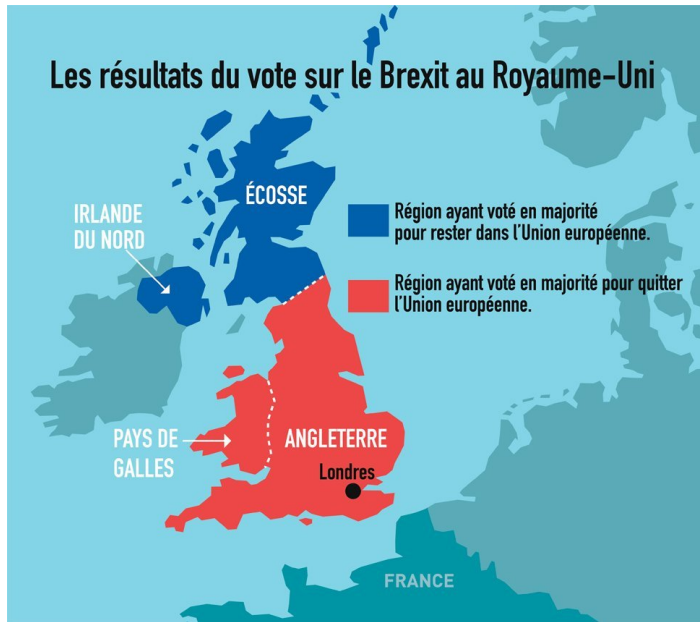 Les résultats du vote sur le Brexit au Royaume-Uni
ÉCOSSE
IRLANDE
DU NORD
Région ayant voté en majorité
pour rester dans l'Union européenne.
Région ayant voté en majorité pour quitter
l'Union européenne.
PAYS DE
GALLES
ANGLETERRE
Londres
FRANCE